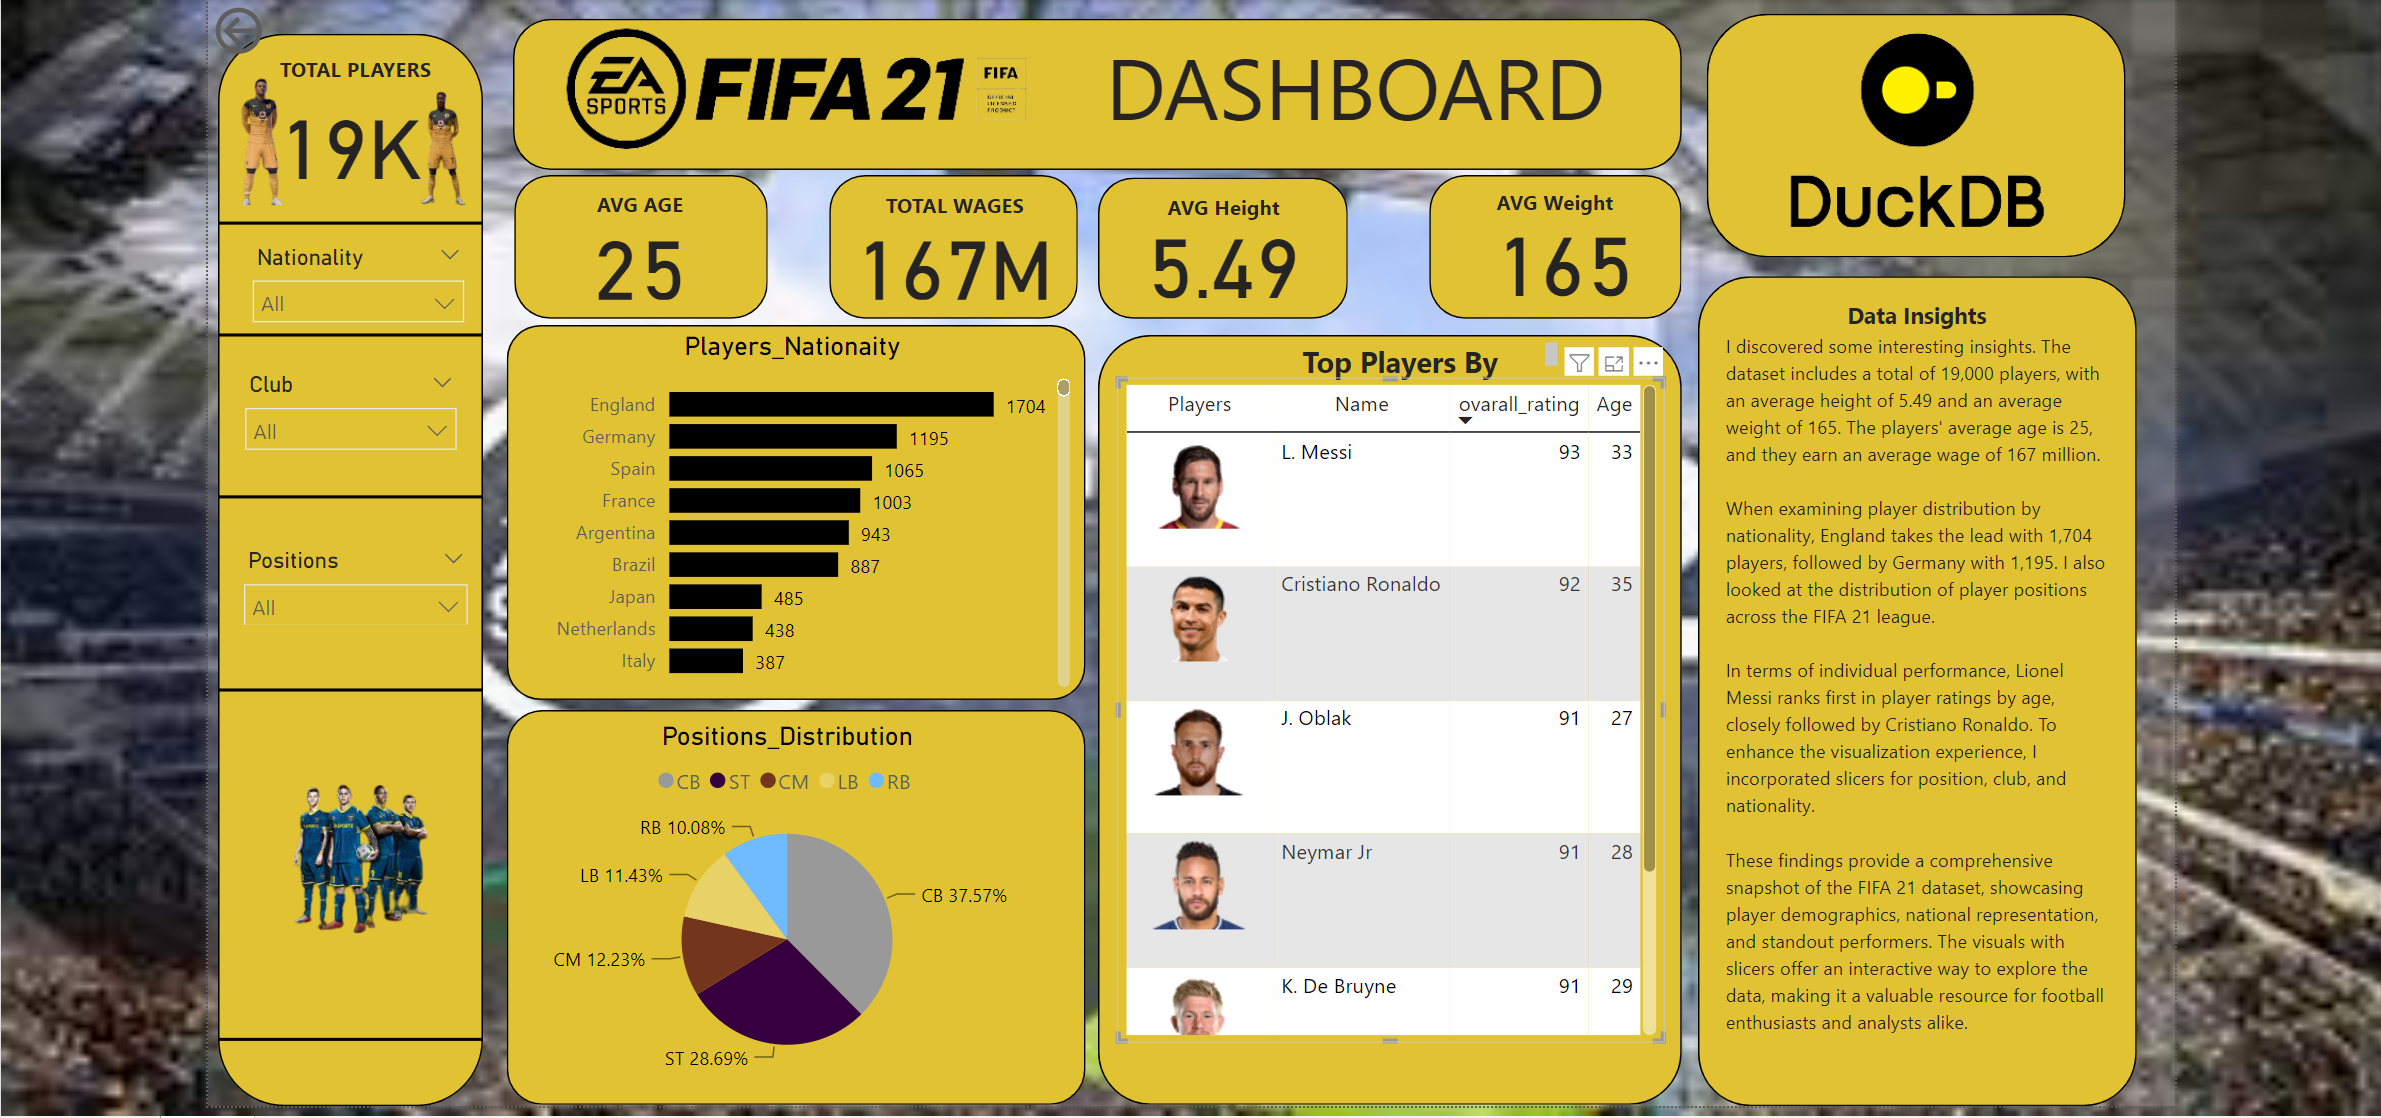 TOTAL PLAYERS
19K
Nationality
All
Club
All
Positions
All
EA
SPORTS
FIFA 21
FIFA
OFFICIAL
LICENSED
PRODUCT
DASHBOARD
AVG AGE
25
TOTAL WAGES
167M
AVG Height
5.49
AVG Weight
165
Players_Nationaity
England 1704
Germany 1195
Spain 1065
France 1003
Argentina 943
Brazil 887
Japan 485
Netherlands 438
Italy 387
Positions_Distribution
CB ST CM LB RB
RB 10.08%
LB 11.43%
CB 37.57%
CM 12.23%
ST 28.69%
Top Players By
Players Name ovarall_rating Age
L. Messi 93 33
Cristiano Ronaldo 92 35
J. Oblak 91 27
Neymar Jr 91 28
K. De Bruyne 91 29
DuckDB
Data Insights
I discovered some interesting insights. The
dataset includes a total of 19,000 players, with
an average height of 5.49 and an average
weight of 165. The players' average age is 25,
and they earn an average wage of 167 million.
When examining player distribution by
nationality, England takes the lead with 1,704
players, followed by Germany with 1,195. I also
looked at the distribution of player positions
across the FIFA 21 league.
In terms of individual performance, Lionel
Messi ranks first in player ratings by age,
closely followed by Cristiano Ronaldo. To
enhance the visualization experience, I
incorporated slicers for position, club, and
nationality.
These findings provide a comprehensive
snapshot of the FIFA 21 dataset, showcasing
player demographics, national representation,
and standout performers. The visuals with
slicers offer an interactive way to explore the
data, making it a valuable resource for football
enthusiasts and analysts alike.